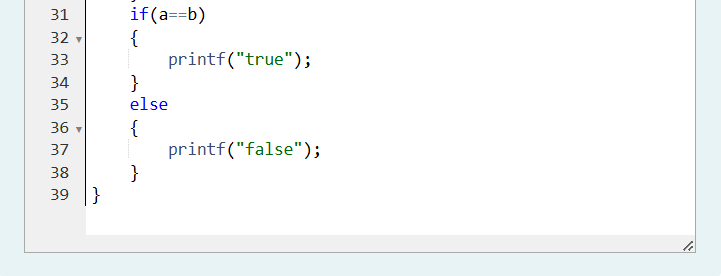 31 if(a==b)
32 {
33 printf("true");
34 }
35 else
36 {
37 printf("false");
38 }
39 }